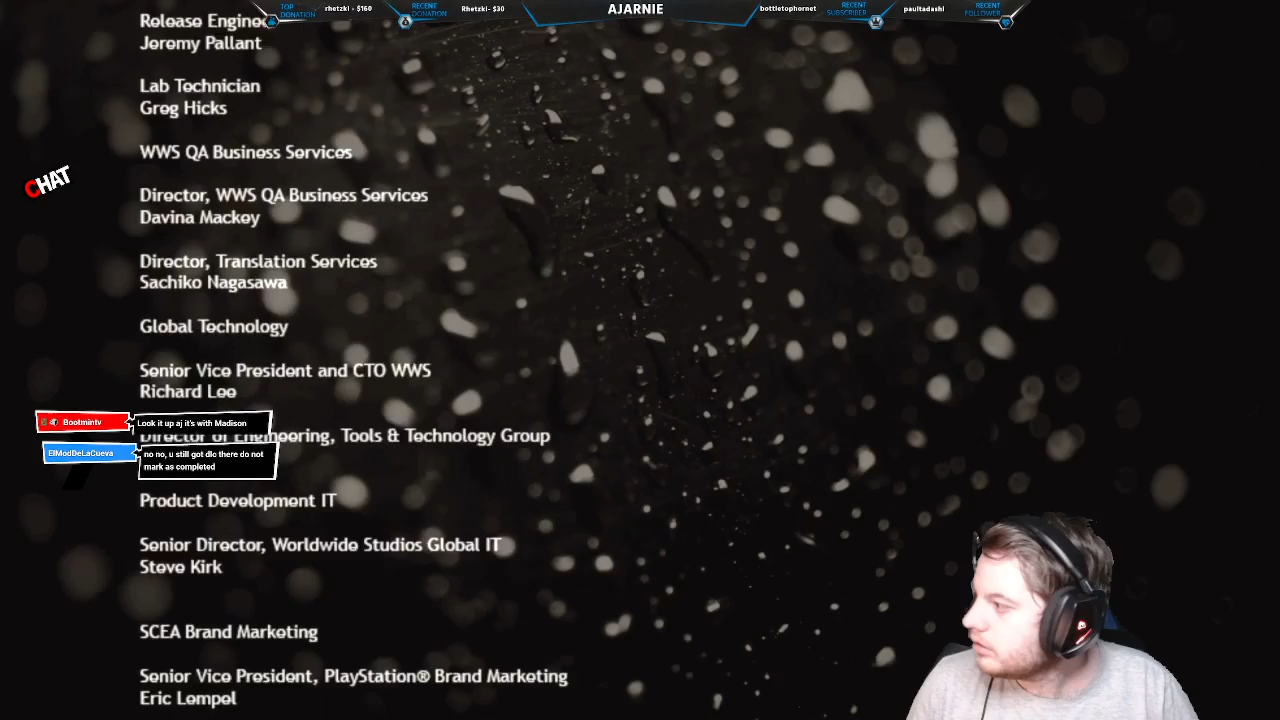 TOP
DONATION
rhetzki - $160
RECENT
DONATION
Rhetzki- $30
AJARNIE
bottletophornet
RECENT
SUBSCRIBER
paultadashi
RECENT
FOLLOWER
Release
Jeremy Pallant
Lab Technician
Greg Hicks
WWS QA Business Services
CHAT
Director, WWS QA Business Services
Davina Mackey
Director, Translation Services
Sachiko Nagasawa
Global Technology
Senior Vice President and CTO WWS
Richard Lee
Bootmintv
Look it up aj it's with Madison
Director of Engineering, Tools & Technology Group
ElModDeLaCueva
no no, u still got dlc there do not
mark as completed
Product Development IT
Senior Director, Worldwide Studios Global IT
Steve Kirk
SCEA Brand Marketing
Senior Vice President, PlayStation® Brand Marketing
Eric Lempel